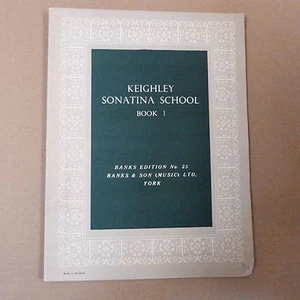 KEIGHLEY
SONATINA SCHOOL
BOOK 1
BANKS EDITION No. 25
BANKS & SON (MUSIC) LTD.
YORK